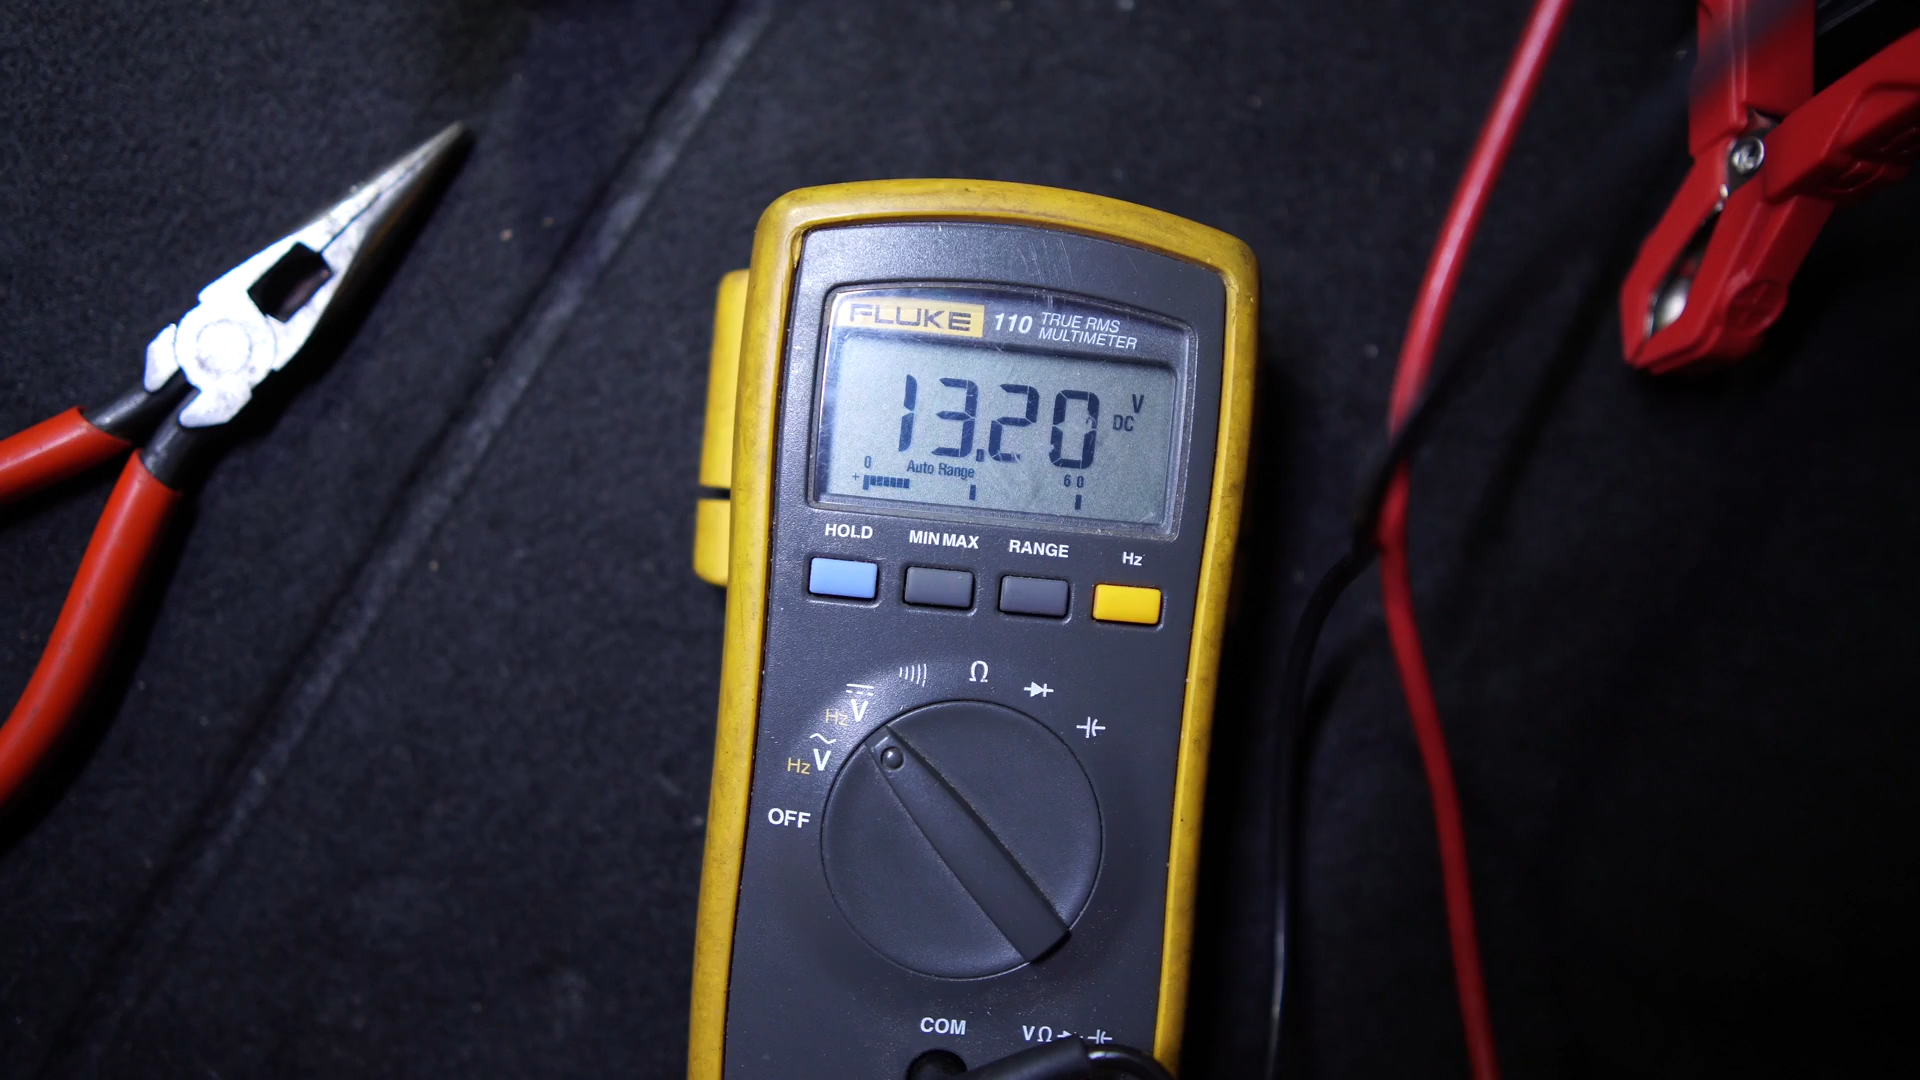 FLUKE 110 TRUE RMS
MULTIMETER
13.20 V
DC
0 Auto Range 60
+
HOLD MIN MAX RANGE Hz
Ω
Hz V
Hz V
OFF
COM VΩ